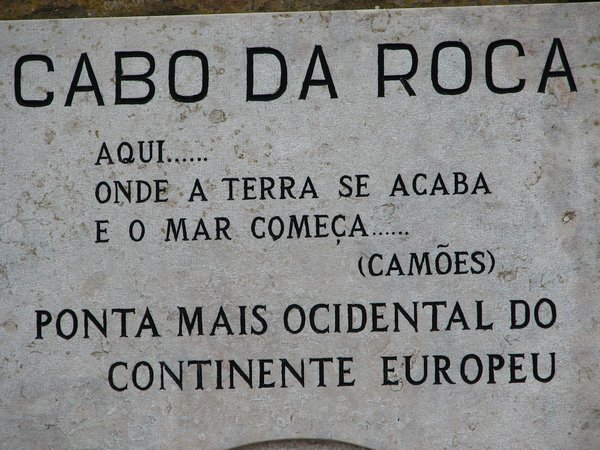 CABO DA ROCA
AQUI......
ONDE A TERRA SE ACABA
E O MAR COMEÇA......
(CAMÕES)
PONTA MAIS OCIDENTAL DO
CONTINENTE EUROPEU